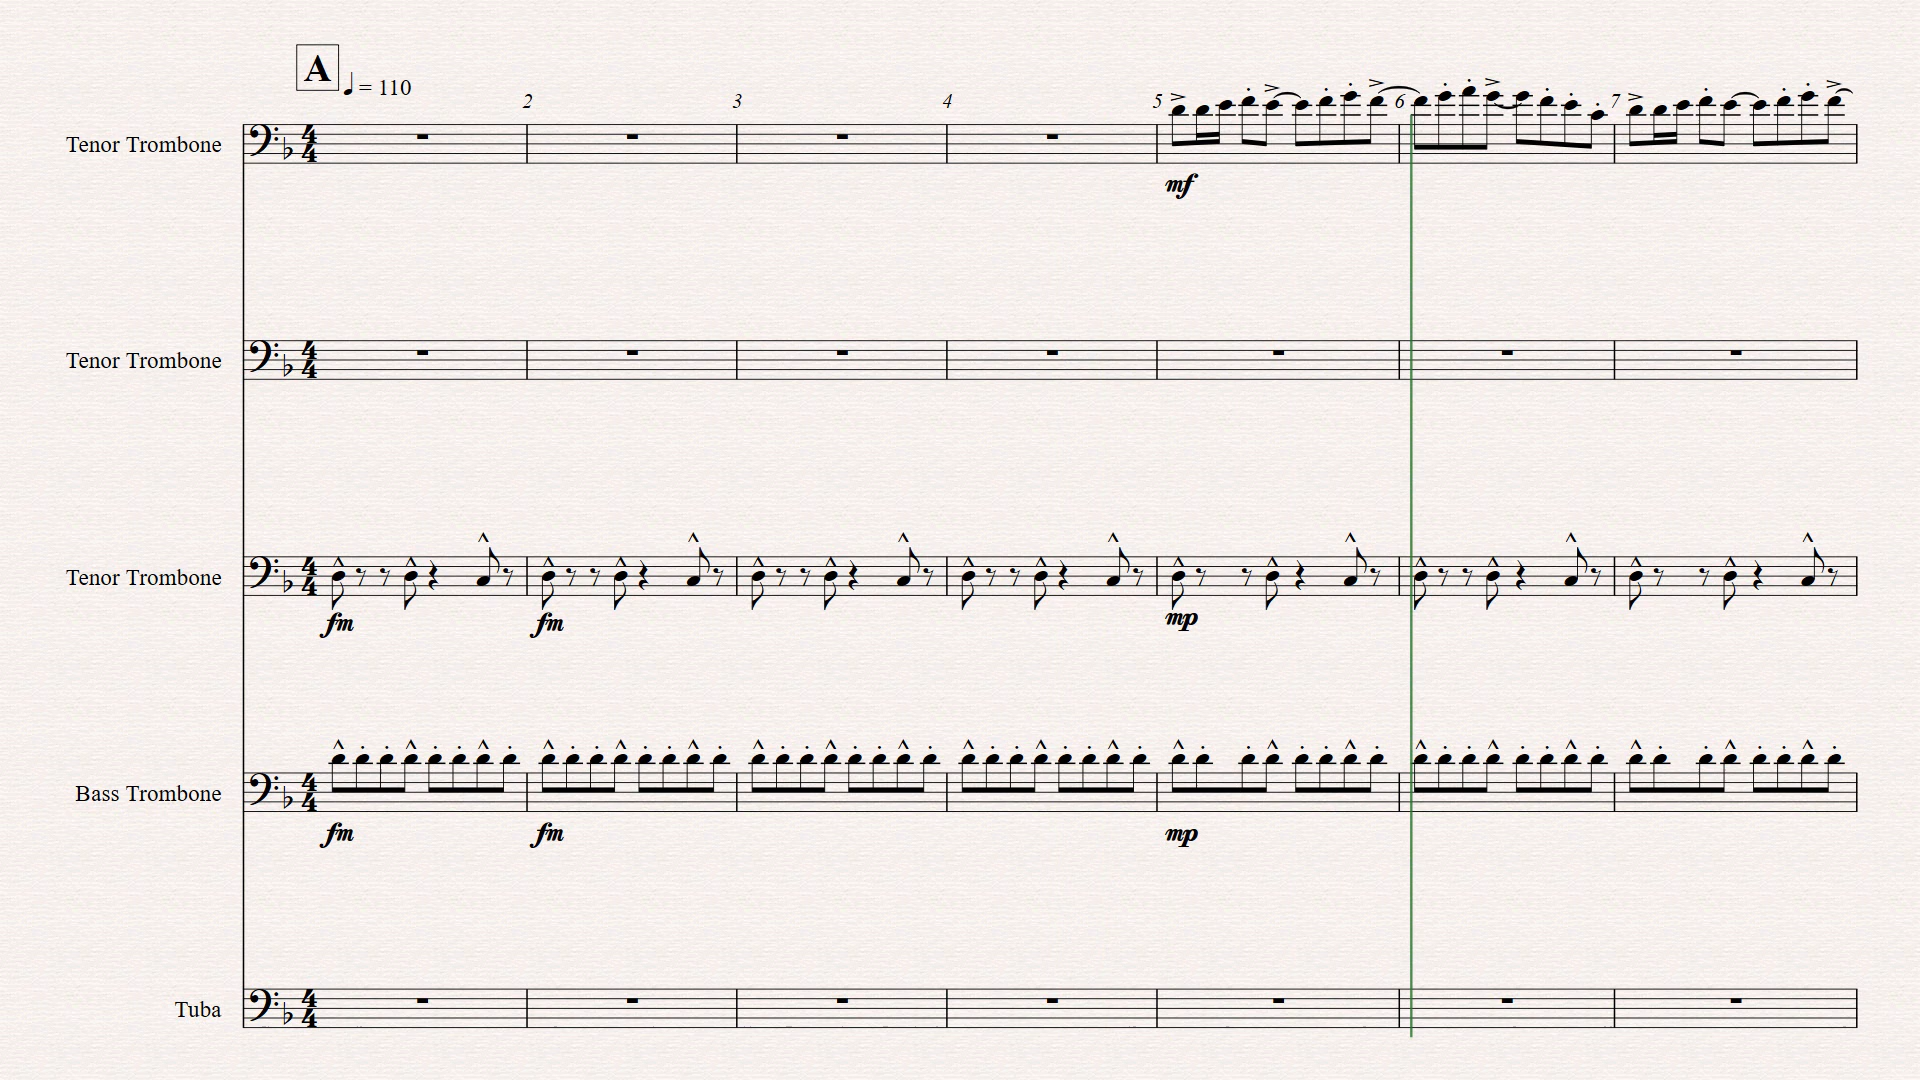 A
= 110
2 3 4 5 6 7
Tenor Trombone
mf
Tenor Trombone
Tenor Trombone
fm fm mp
Bass Trombone
fm fm mp
Tuba